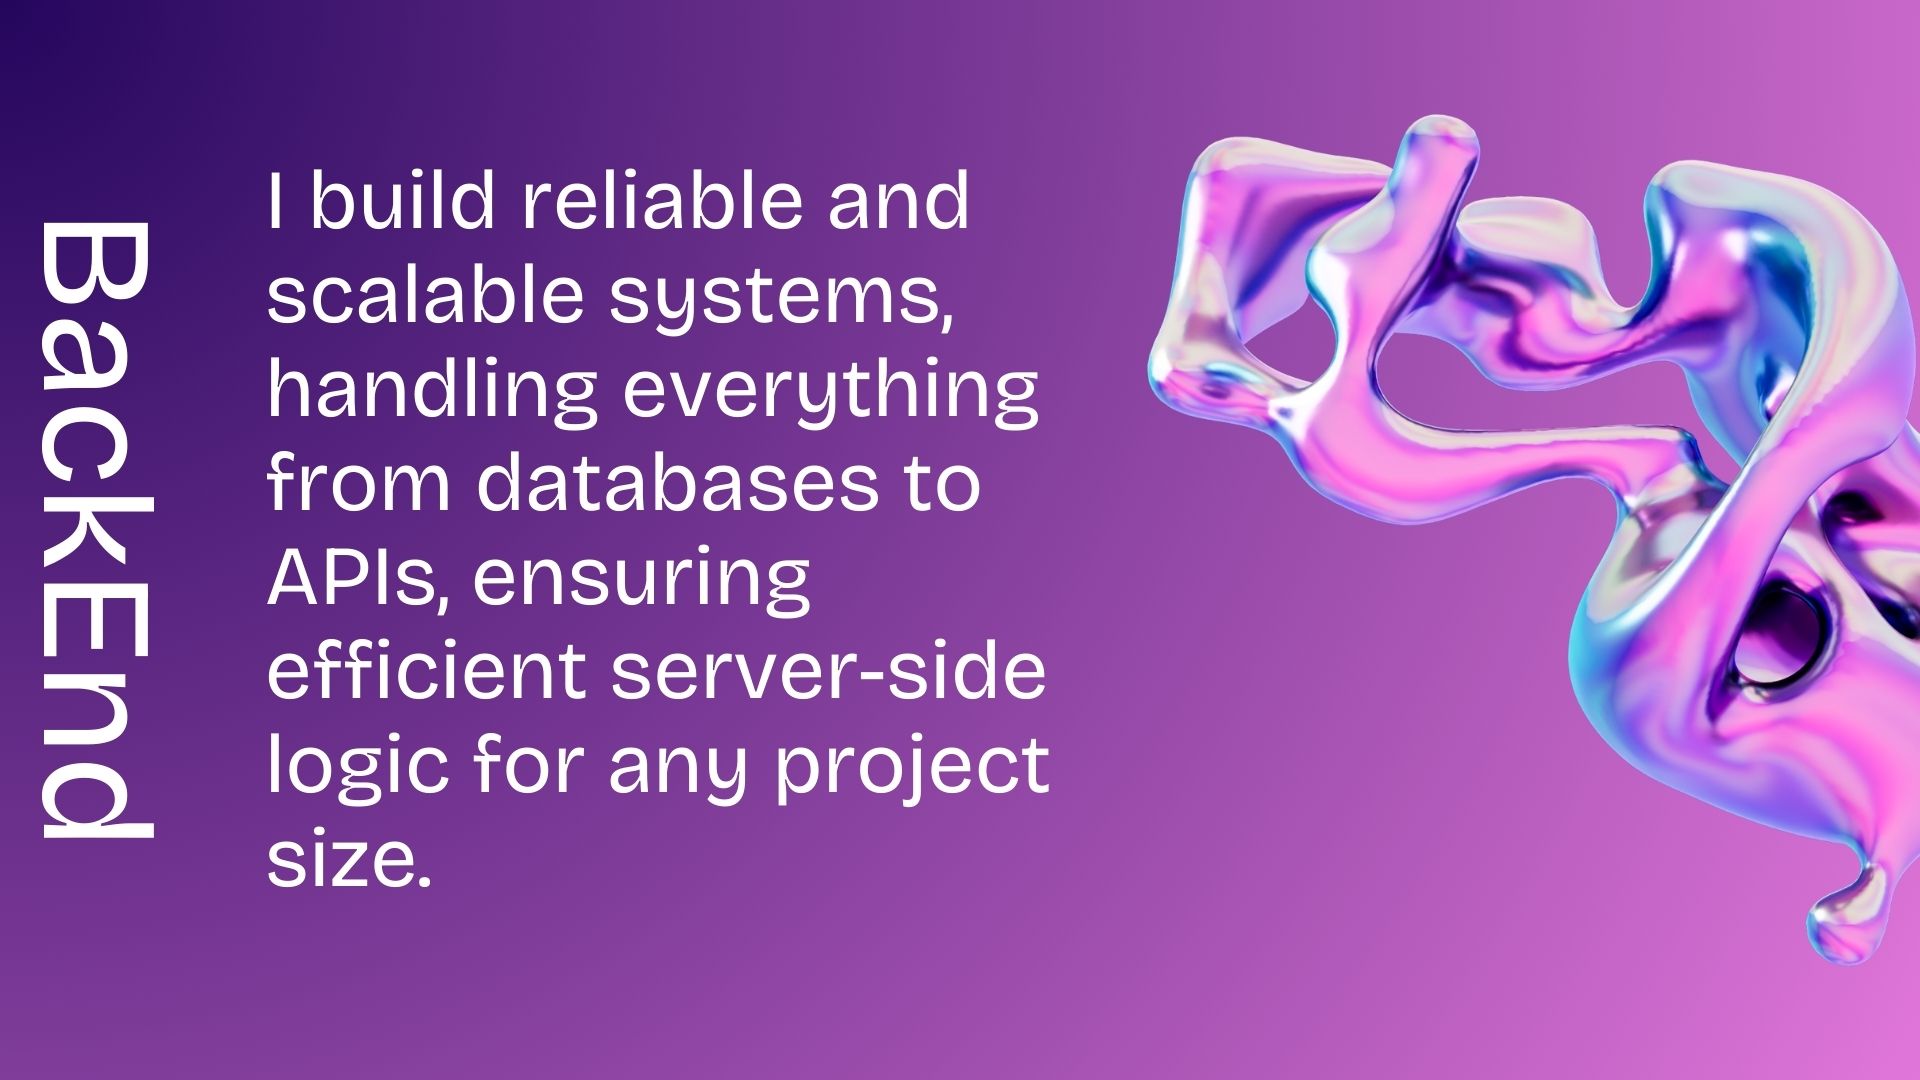 BackEnd
I build reliable and
scalable systems,
handling everything
from databases to
APIs, ensuring
efficient server-side
logic for any project
size.